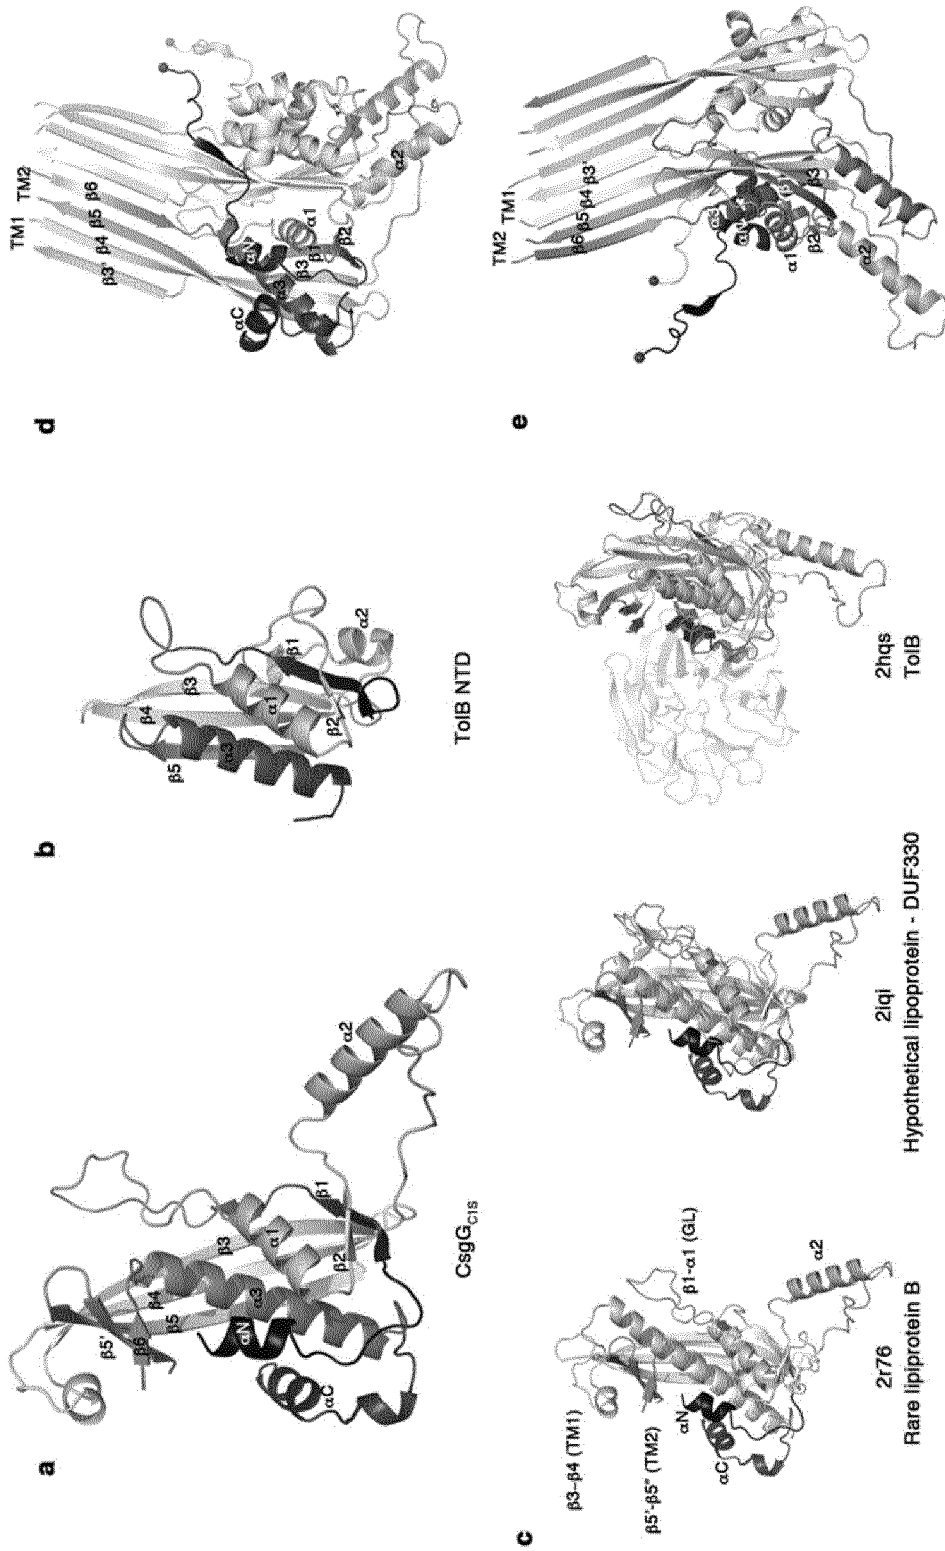 a
β5'
β6
β5
β4
β3
α1
α3
αN
αC
β1
β2
α2
CsgG_C1S
b
β5
β4
β3
α3
α1
β1
β2
α2
TolB NTD
c
β3–β4 (TM1)
β5'-β5" (TM2)
αN
αC
β1-α1 (GL)
α2
2r76
Rare lipiprotein B
2iqi
Hypothetical lipoprotein - DUF330
2hqs
TolB
d
TM1
TM2
β3'
β4
β5
β6
αC
αN
α3
β3
β1
α1
β2
α2
e
TM2
TM1
β6
β5
β4
β3'
α1
β2
β3
α2